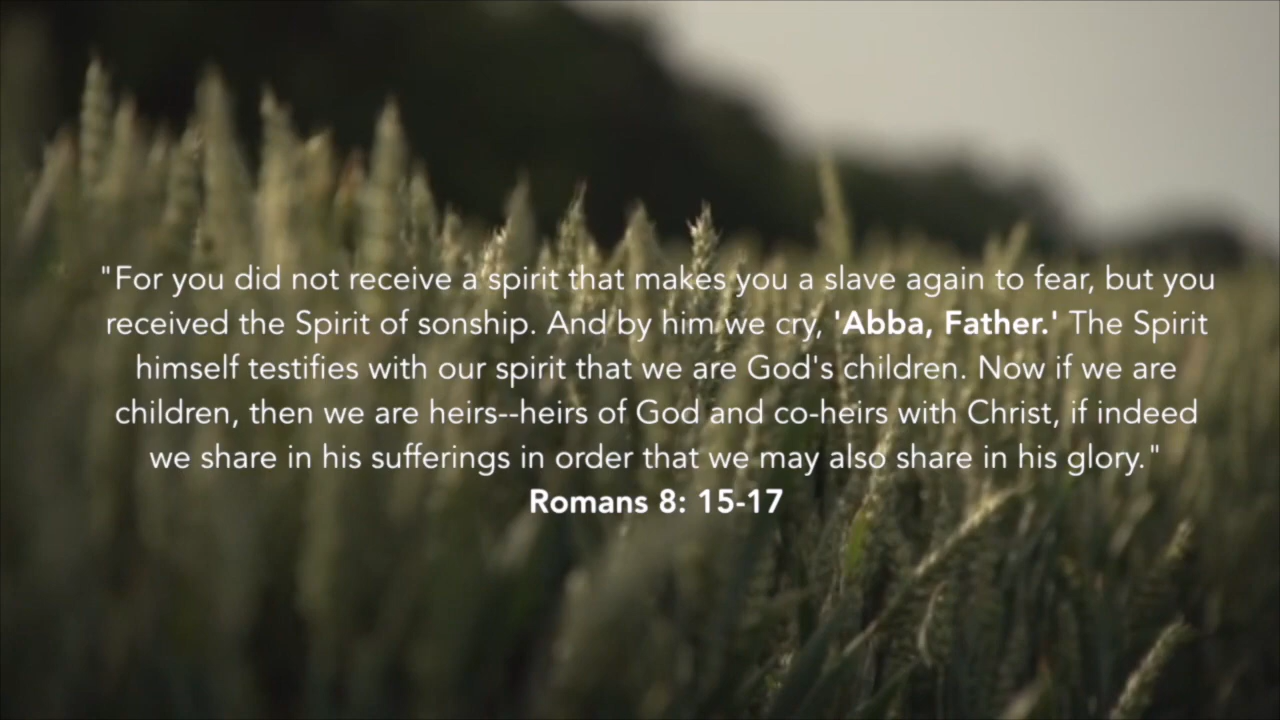 "For you did not receive a spirit that makes you a slave again to fear, but you
received the Spirit of sonship. And by him we cry, 'Abba, Father.' The Spirit
himself testifies with our spirit that we are God's children. Now if we are
children, then we are heirs--heirs of God and co-heirs with Christ, if indeed
we share in his sufferings in order that we may also share in his glory."
Romans 8: 15-17